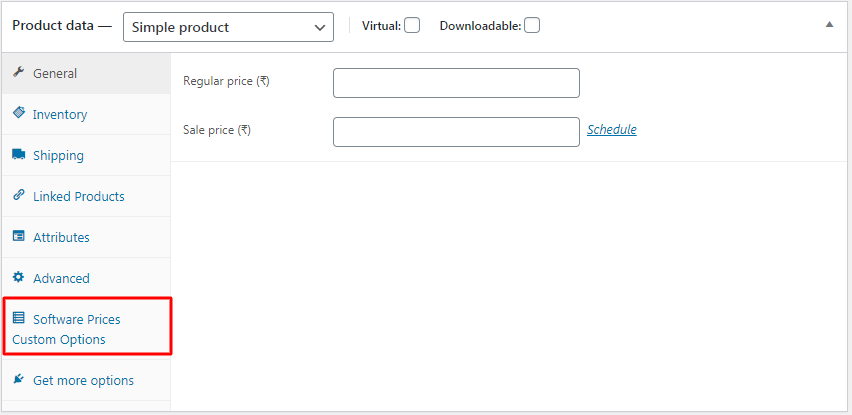 Product data — Simple product Virtual: Downloadable:
General
Regular price (₹)
Inventory
Sale price (₹) Schedule
Shipping
Linked Products
Attributes
Advanced
Software Prices
Custom Options
Get more options